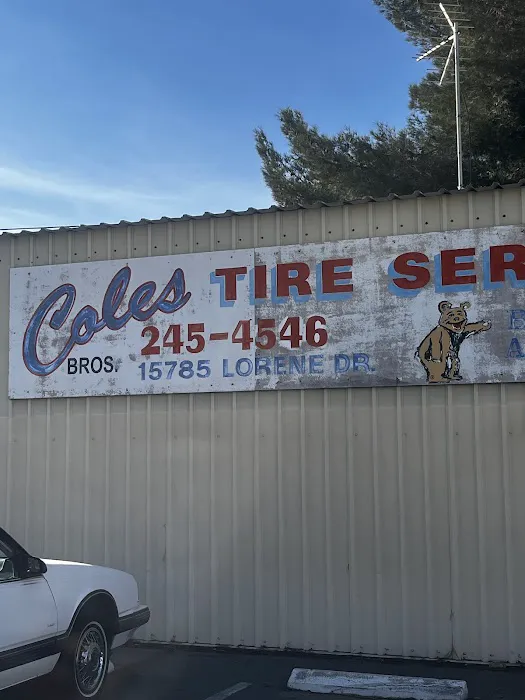 Coles TIRE SER
BROS. 245-4546
15785 LORENE DR.